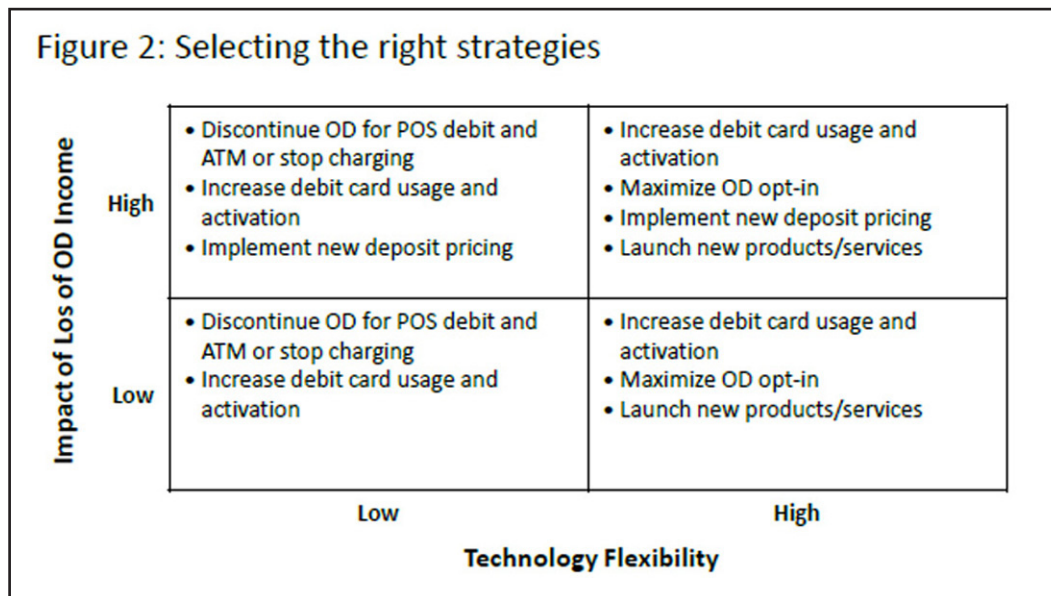 Figure 2: Selecting the right strategies
Impact of Loss of OD Income
High
• Discontinue OD for POS debit and
ATM or stop charging
• Increase debit card usage and
activation
• Implement new deposit pricing
• Increase debit card usage and
activation
• Maximize OD opt-in
• Implement new deposit pricing
• Launch new products/services
Low
• Discontinue OD for POS debit and
ATM or stop charging
• Increase debit card usage and
activation
• Increase debit card usage and
activation
• Maximize OD opt-in
• Launch new products/services
Low
High
Technology Flexibility